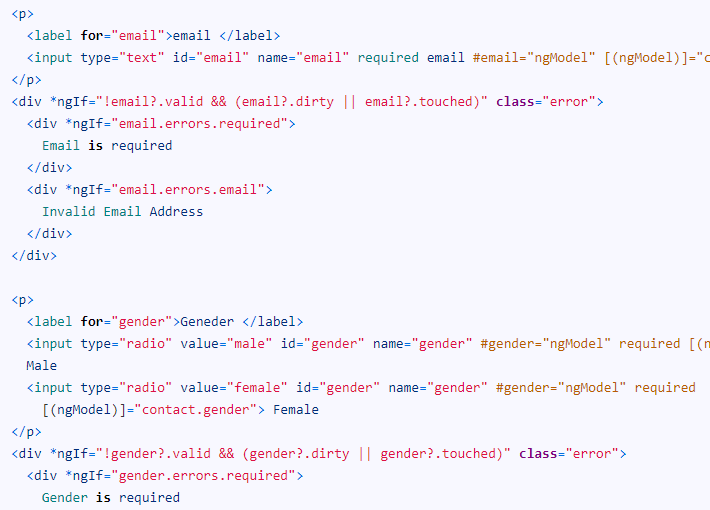 <p>
<label for="email">email </label>
<input type="text" id="email" name="email" required email #email="ngModel" [(ngModel)]="c
</p>
<div *ngIf="!email?.valid && (email?.dirty || email?.touched)" class="error">
<div *ngIf="email.errors.required">
Email is required
</div>
<div *ngIf="email.errors.email">
Invalid Email Address
</div>
</div>
<p>
<label for="gender">Geneder </label>
<input type="radio" value="male" id="gender" name="gender" #gender="ngModel" required [(n
Male
<input type="radio" value="female" id="gender" name="gender" #gender="ngModel" required
[(ngModel)]="contact.gender"> Female
</p>
<div *ngIf="!gender?.valid && (gender?.dirty || gender?.touched)" class="error">
<div *ngIf="gender.errors.required">
Gender is required